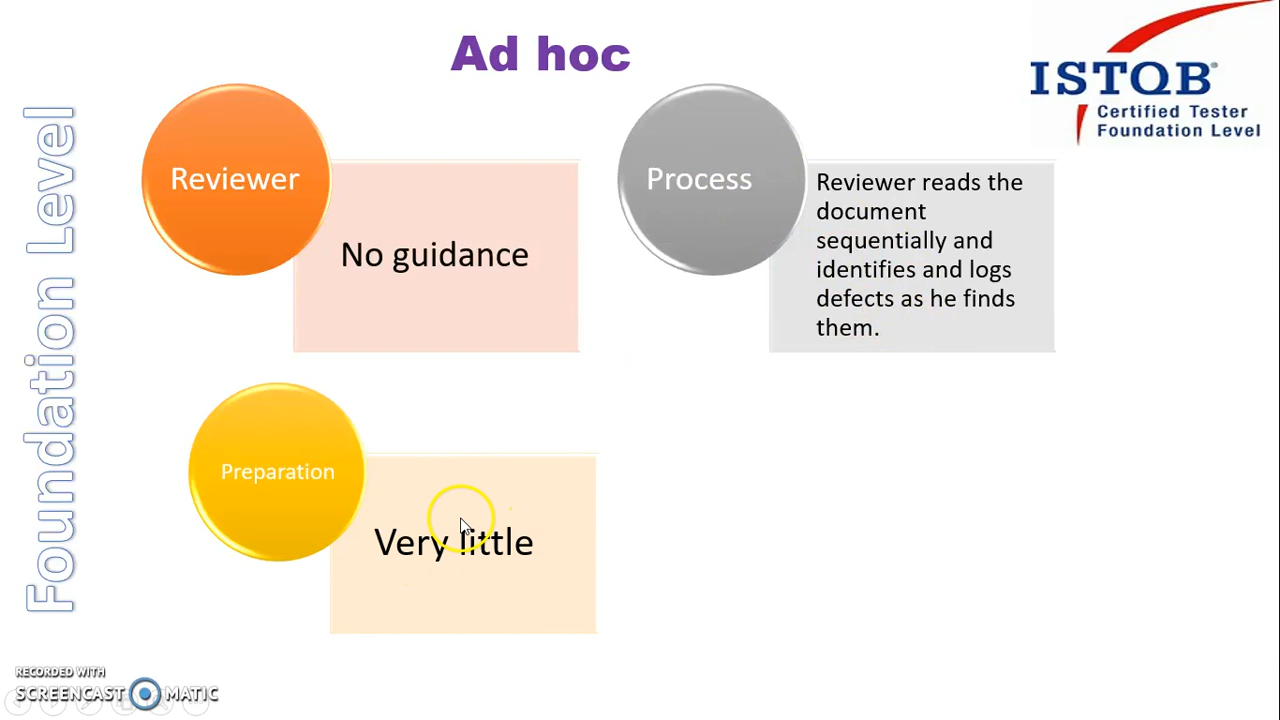 Ad hoc
ISTQB®
Certified Tester
Foundation Level
Foundation Level
Reviewer
No guidance
Process
Reviewer reads the
document
sequentially and
identifies and logs
defects as he finds
them.
Preparation
Very little
RECORDED WITH
SCREENCAST MATIC